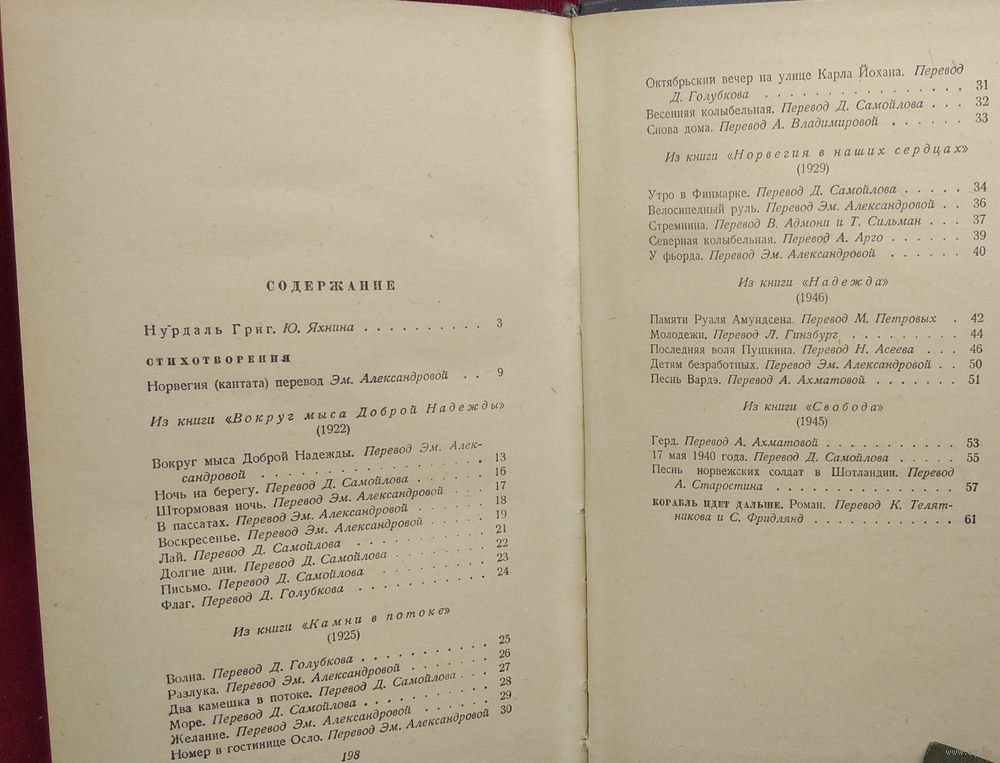 СОДЕРЖАНИЕ
Нурдаль Григ. Ю. Яхнина . . . . . . . . . . 3
СТИХОТВОРЕНИЯ
Норвегия (кантата) перевод Эм. Александровой . . 9
Из книги «Вокруг мыса Доброй Надежды»
(1922)
Вокруг мыса Доброй Надежды. Перевод Эм. Алек-
сандровой . . . . . . . . . . 13
Ночь на берегу. Перевод Д. Самойлова . . . . 16
Штормовая ночь. Перевод Эм. Александровой . . . 17
В пассатах. Перевод Эм. Александровой . . . . 18
Воскресенье. Перевод Эм. Александровой . . . . 19
Лай. Перевод Д. Самойлова . . . . . . . 21
Долгие дни. Перевод Д. Самойлова . . . . . 22
Письмо. Перевод Д. Самойлова . . . . . . 23
Флаг. Перевод Д. Голубкова . . . . . . . 24
Из книги «Камни в потоке»
(1925)
Волна. Перевод Д. Голубкова . . . . . . . 25
Разлука. Перевод Эм. Александровой . . . . . 26
Два камешка в потоке. Перевод Д. Самойлова . . . 27
Море. Перевод Д. Самойлова . . . . . . . 28
Желание. Перевод Эм. Александровой . . . . . 29
Номер в гостинице Осло. Перевод Эм. Александровой 30
198
Октябрьский вечер на улице Карла Йохана. Перевод
Д. Голубкова . . . . . . . . . . . . 31
Весенняя колыбельная. Перевод Д. Самойлова . . . 32
Снова дома. Перевод А. Владимировой . . . . . . 33
Из книги «Норвегия в наших сердцах»
(1929)
Утро в Финмарке. Перевод Д. Самойлова . . . . . 34
Велосипедный руль. Перевод Эм. Александровой . . 36
Стремнина. Перевод В. Адмони и Т. Сильман . . . 37
Северная колыбельная. Перевод А. Арго . . . . . . 39
У фьорда. Перевод Эм. Александровой . . . . . . 40
Из книги «Надежда»
(1946)
Памяти Руаля Амундсена. Перевод М. Петровых . 42
Молодежи. Перевод Л. Гинзбург . . . . . . . . 44
Последняя воля Пушкина. Перевод Н. Асеева . . . 46
Детям безработных. Перевод Эм. Александровой . . 50
Песнь Вардэ. Перевод А. Ахматовой . . . . . . . 51
Из книги «Свобода»
(1945)
Герд. Перевод А. Ахматовой . . . . . . . . . . 53
17 мая 1940 года. Перевод Д. Самойлова . . . . . 55
Песнь норвежских солдат в Шотландии. Перевод
А. Старостина . . . . . . . . . . . . . . 57
КОРАБЛЬ ИДЕТ ДАЛЬШЕ. Роман. Перевод К. Телят-
никова и С. Фридлянд . . . . . . . . . . . 61
www.ay.by